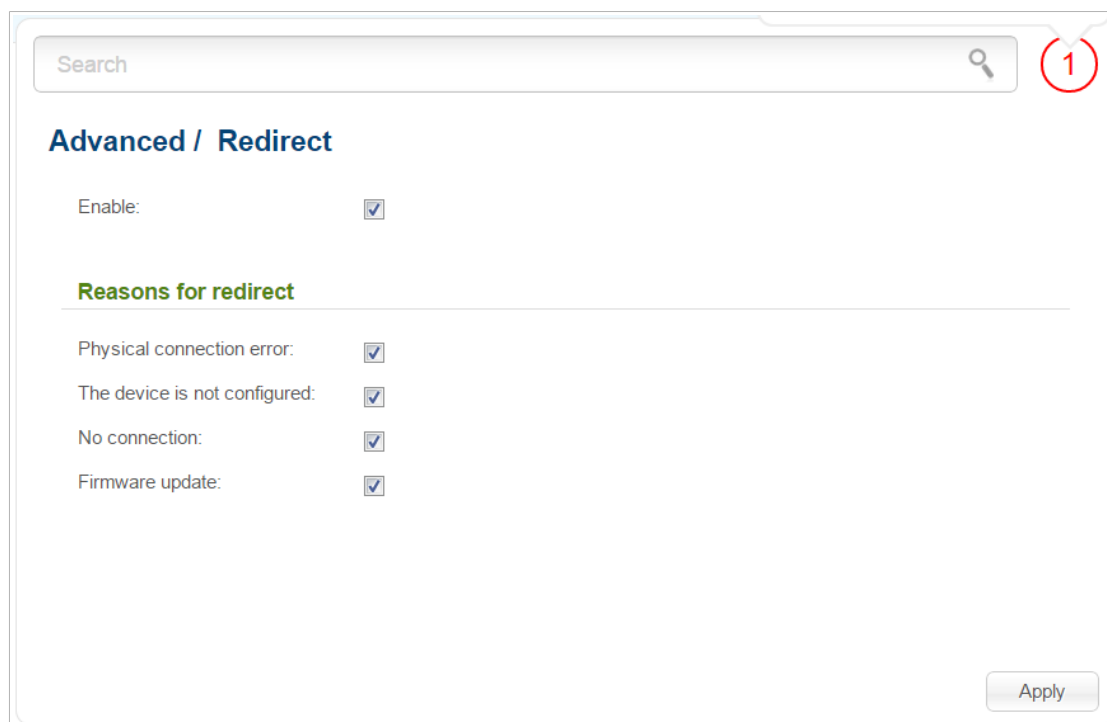 Search
1
Advanced / Redirect
Enable:
Reasons for redirect
Physical connection error:
The device is not configured:
No connection:
Firmware update:
Apply